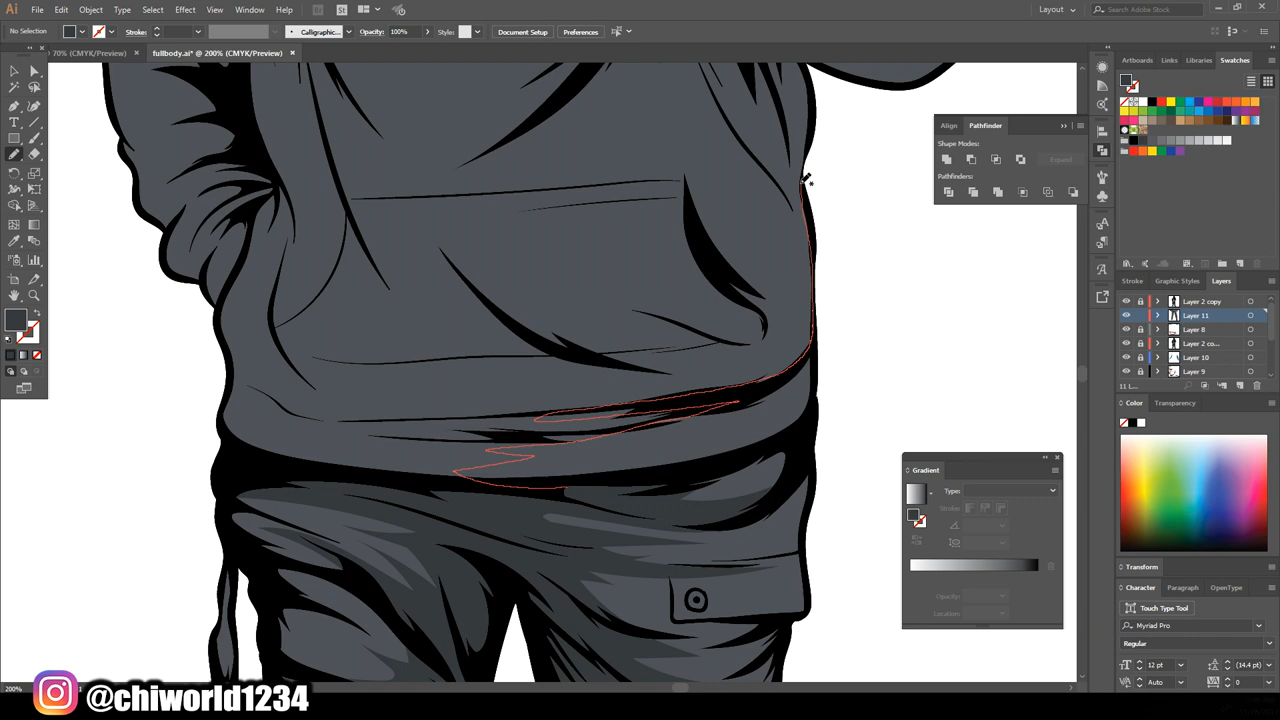 Ai File Edit Object Type Select Effect View Window Help Br St Layout Search Adobe Stock
No Selection Stroke: Calligraphic... Opacity: 100% Style: Document Setup Preferences
70% (CMYK/Preview) × fullbody.ai* @ 200% (CMYK/Preview) ×
Artboards Links Libraries Swatches
Align Pathfinder
Shape Modes:
Expand
Pathfinders:
Stroke Graphic Styles Layers
Layer 2 copy
Layer 11
Layer 8
Layer 2 co...
Layer 10
Layer 9
11 L...
Color Transparency
Gradient
Type:
Stroke:
Opacity:
Location:
Transform
Character Paragraph OpenType
Touch Type Tool
Myriad Pro
Regular
12 pt (14.4 pt)
Auto 0
200%
@chiworld1234